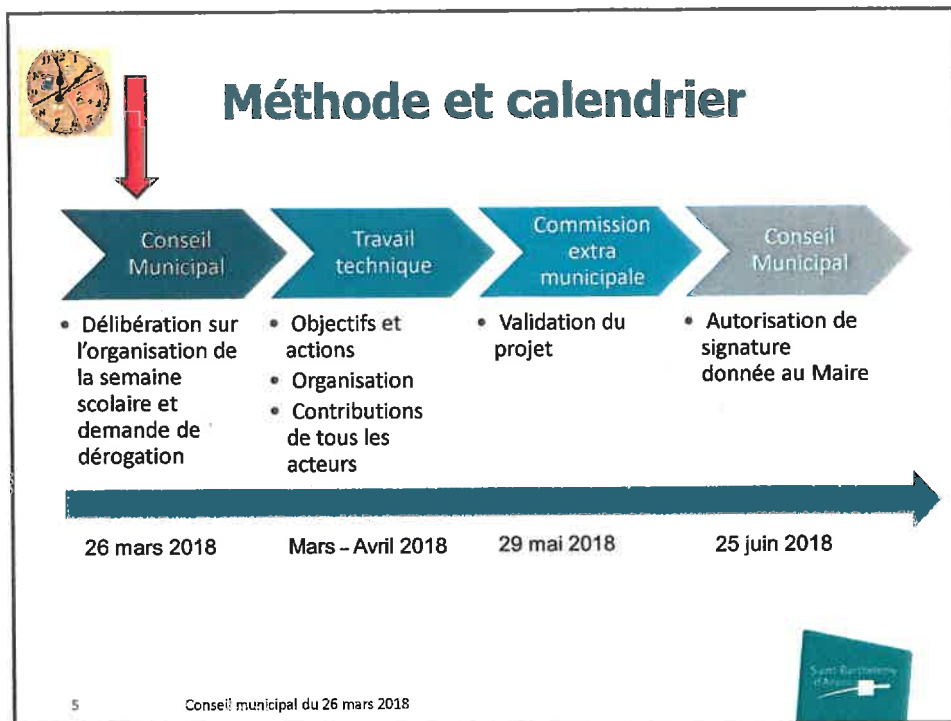 Méthode et calendrier
Conseil
Municipal
Travail
technique
Commission
extra
municipale
Conseil
Municipal
• Délibération sur
l'organisation de
la semaine
scolaire et
demande de
dérogation
• Objectifs et
actions
• Organisation
• Contributions
de tous les
acteurs
• Validation du
projet
• Autorisation de
signature
donnée au Maire
26 mars 2018
Mars – Avril 2018
29 mai 2018
25 juin 2018
Saint Barthélemy
d'Anjou
5
Conseil municipal du 26 mars 2018